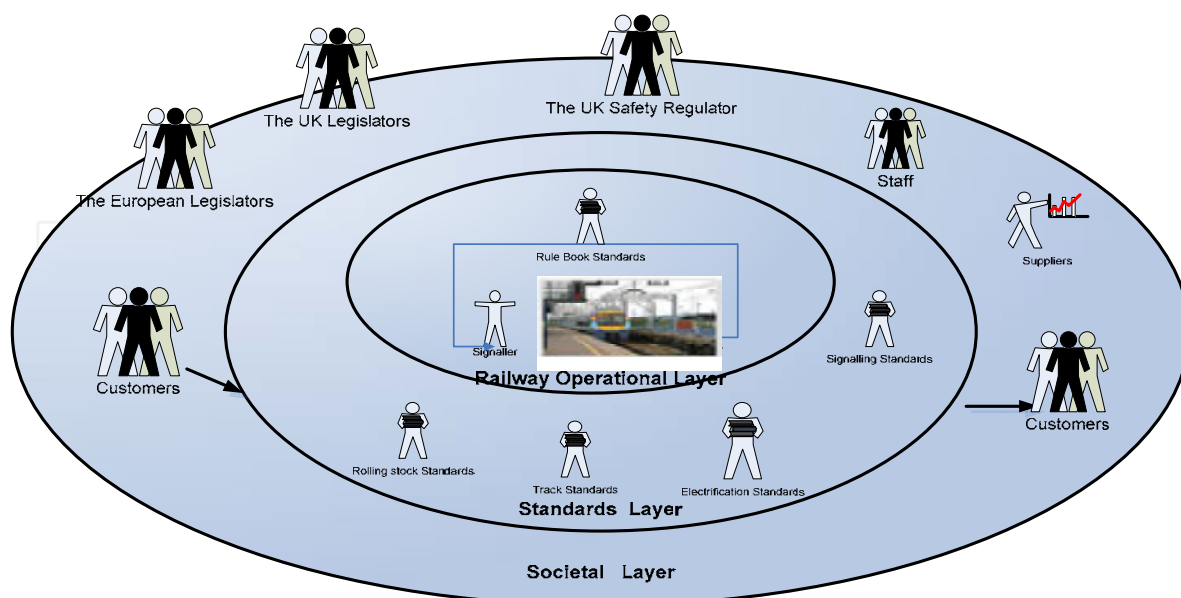 The UK Legislators
The UK Safety Regulator
The European Legislators
Staff
Suppliers
Rule Book Standards
Signaller
Signalling Standards
Railway Operational Layer
Customers
Customers
Rolling stock Standards
Track Standards
Electrification Standards
Standards Layer
Societal Layer